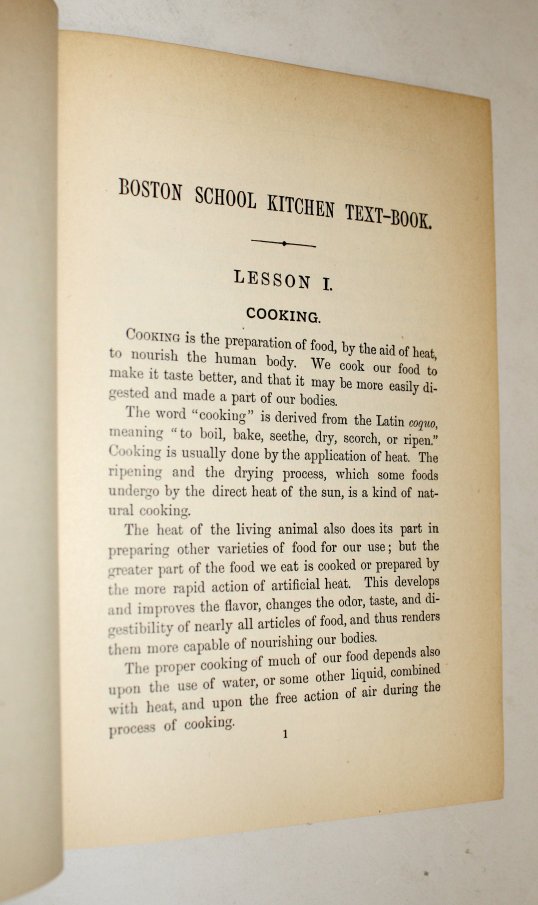 BOSTON SCHOOL KITCHEN TEXT-BOOK.
LESSON I.
COOKING.
COOKING is the preparation of food, by the aid of heat,
to nourish the human body. We cook our food to
make it taste better, and that it may be more easily di-
gested and made a part of our bodies.
The word "cooking" is derived from the Latin coquo,
meaning "to boil, bake, seethe, dry, scorch, or ripen."
Cooking is usually done by the application of heat. The
ripening and the drying process, which some foods
undergo by the direct heat of the sun, is a kind of nat-
ural cooking.
The heat of the living animal also does its part in
preparing other varieties of food for our use; but the
greater part of the food we eat is cooked or prepared by
the more rapid action of artificial heat. This develops
and improves the flavor, changes the odor, taste, and di-
gestibility of nearly all articles of food, and thus renders
them more capable of nourishing our bodies.
The proper cooking of much of our food depends also
upon the use of water, or some other liquid, combined
with heat, and upon the free action of air during the
process of cooking.
1